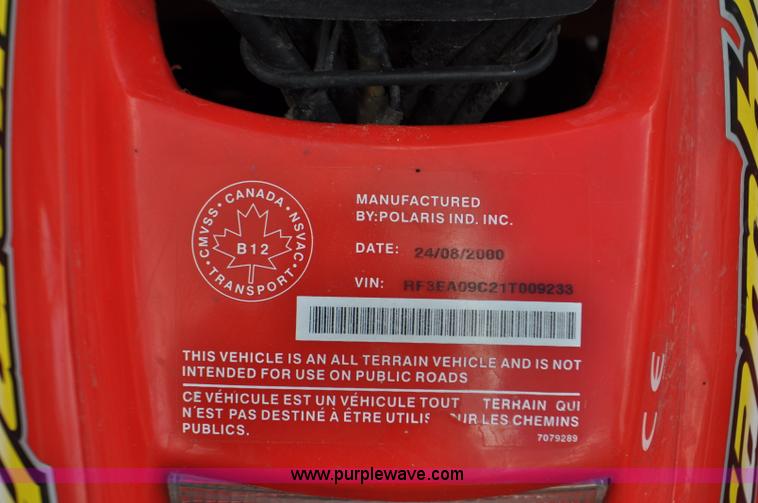 CMVSS · CANADA · NSVAC · TRANSPORT ·
B12
MANUFACTURED
BY:POLARIS IND. INC.
DATE: 24/08/2000
VIN: RF3EA09C21T009233
THIS VEHICLE IS AN ALL TERRAIN VEHICLE AND IS NOT
INTENDED FOR USE ON PUBLIC ROADS
CE VÉHICULE EST UN VÉHICULE TOUT TERRAIN QUI
N'EST PAS DESTINÉ À ÊTRE UTILIS UR LES CHEMINS
PUBLICS.
7079289
CE
www.purplewave.com